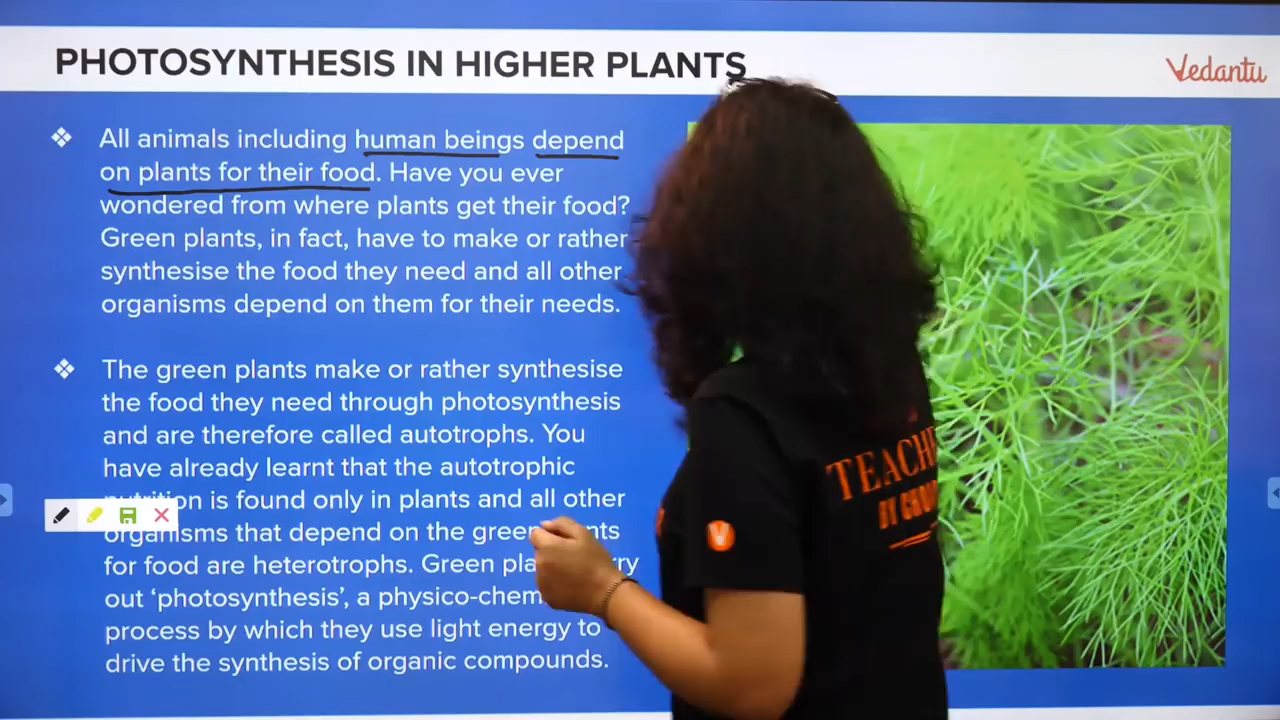 PHOTOSYNTHESIS IN HIGHER PLANTS
Vedantu
❖ All animals including human beings depend
on plants for their food. Have you ever
wondered from where plants get their food?
Green plants, in fact, have to make or rather
synthesise the food they need and all other
organisms depend on them for their needs.
❖ The green plants make or rather synthesise
the food they need through photosynthesis
and are therefore called autotrophs. You
have already learnt that the autotrophic
nutrition is found only in plants and all other
organisms that depend on the green
for food are heterotrophs. Green
out ‘photosynthesis’, a
process by which they use light energy to
drive the synthesis of organic compounds.
TEACHE
BY